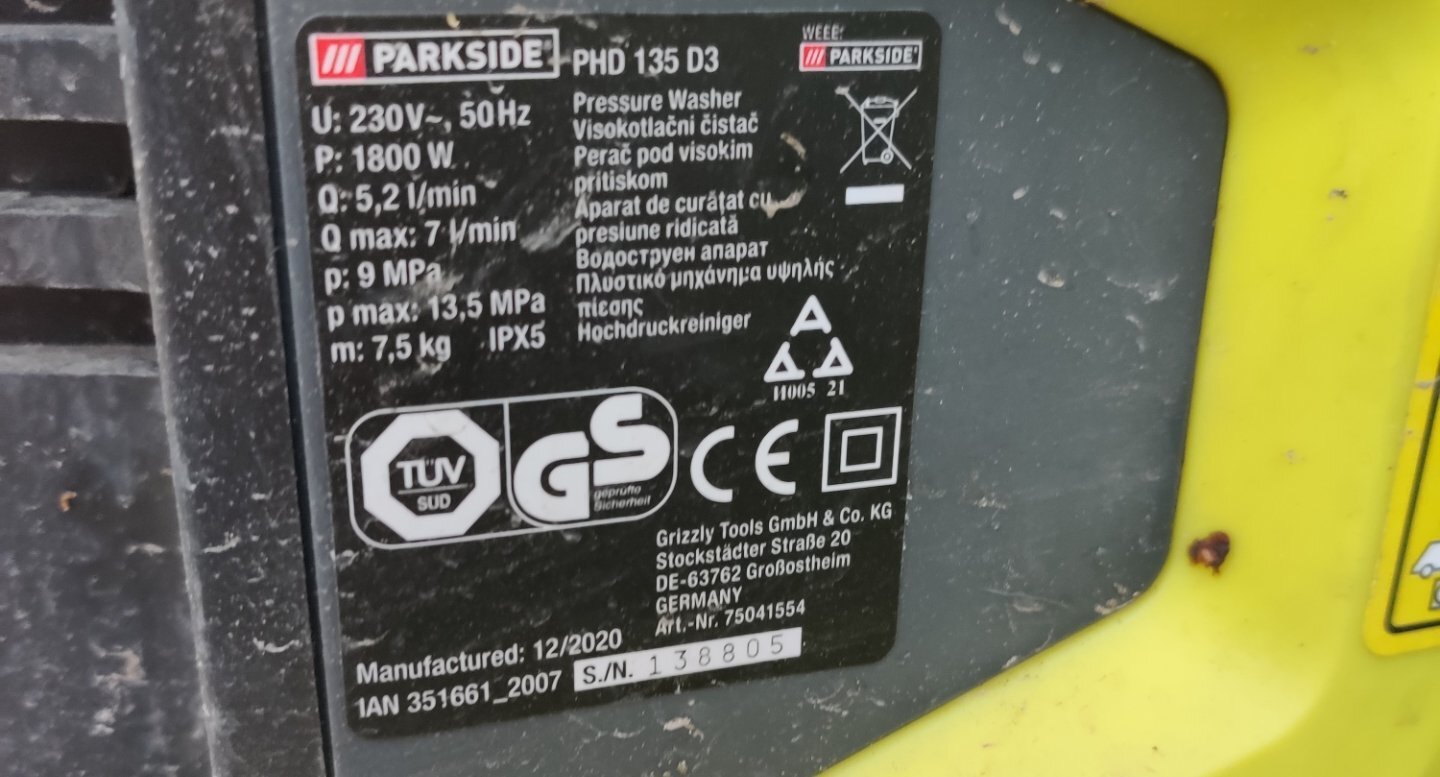 PARKSIDE®
U: 230V~, 50Hz
P: 1800 W
Q: 5,2 l/min
Q max: 7 l/min
p: 9 MPa
p max: 13,5 MPa
m: 7,5 kg IPX5
PHD 135 D3
Pressure Washer
Visokotlačni čistač
Perač pod visokim
pritiskom
Aparat de curăţat cu
presiune ridicată
Водоструен апарат
Πλυστικό μηχάνημα υψηλής
πίεσης
Hochdruckreiniger
WEEE:
PARKSIDE®
И005 21
TÜV
SÜD
GS
geprüfte
Sicherheit
CE
Grizzly Tools GmbH & Co. KG
Stockstädter Straße 20
DE-63762 Großostheim
GERMANY
Art.-Nr. 75041554
Manufactured: 12/2020
IAN 351661_2007
S./N. 138805